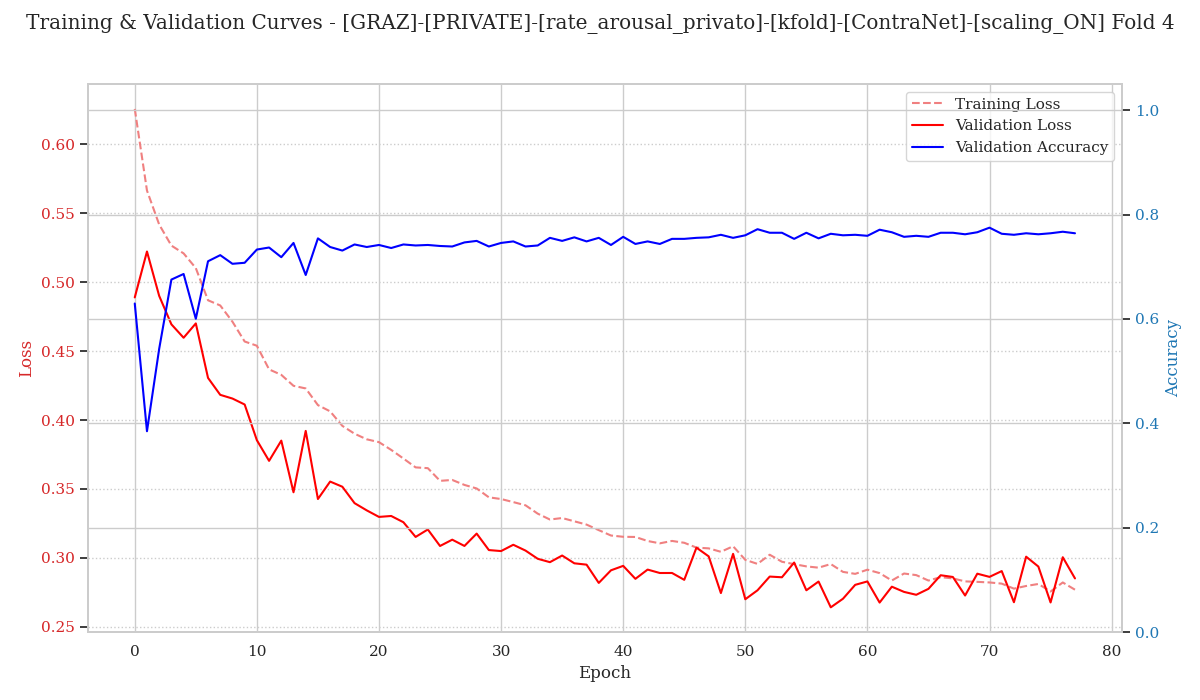 Training & Validation Curves - [GRAZ]-[PRIVATE]-[rate_arousal_privato]-[kfold]-[ContraNet]-[scaling_ON] Fold 4
Training Loss
Validation Loss
Validation Accuracy
0.60
0.55
0.50
0.45
0.40
0.35
0.30
0.25
Loss
1.0
0.8
0.6
0.4
0.2
0.0
Accuracy
0 10 20 30 40 50 60 70 80
Epoch